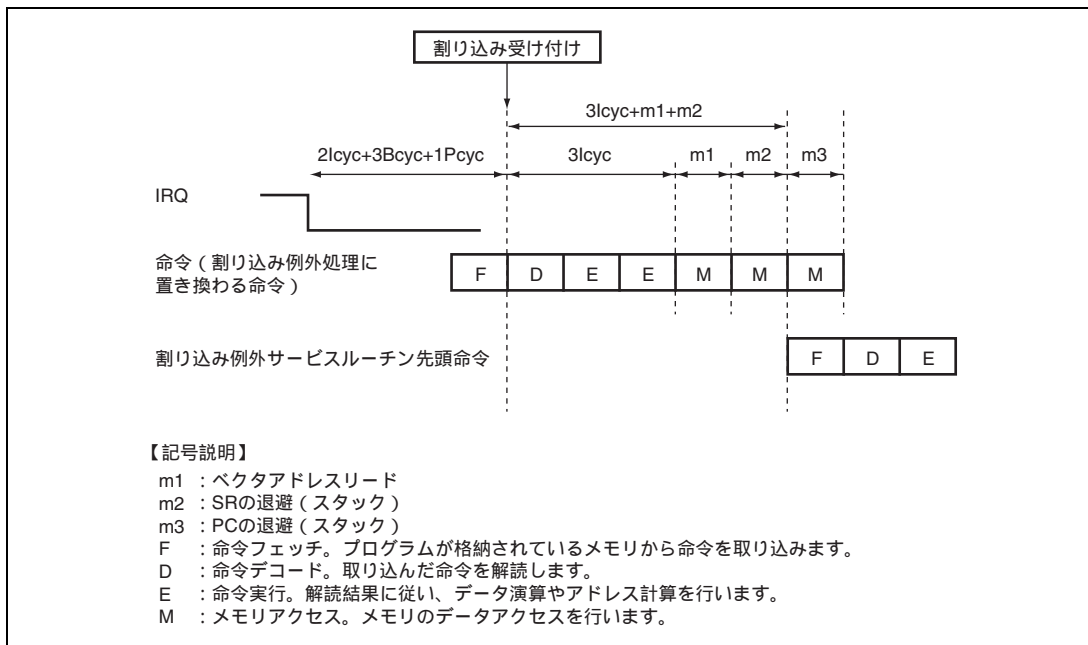 割り込み受け付け
3Icyc+m1+m2
2Icyc+3Bcyc+1Pcyc 3Icyc m1 m2 m3
IRQ
命令（割り込み例外処理に
置き換わる命令）
F D E E M M M
割り込み例外サービスルーチン先頭命令
F D E
【記号説明】
m1 ：ベクタアドレスリード
m2 ：SRの退避（スタック）
m3 ：PCの退避（スタック）
F ：命令フェッチ。プログラムが格納されているメモリから命令を取り込みます。
D ：命令デコード。取り込んだ命令を解読します。
E ：命令実行。解読結果に従い、データ演算やアドレス計算を行います。
M ：メモリアクセス。メモリのデータアクセスを行います。